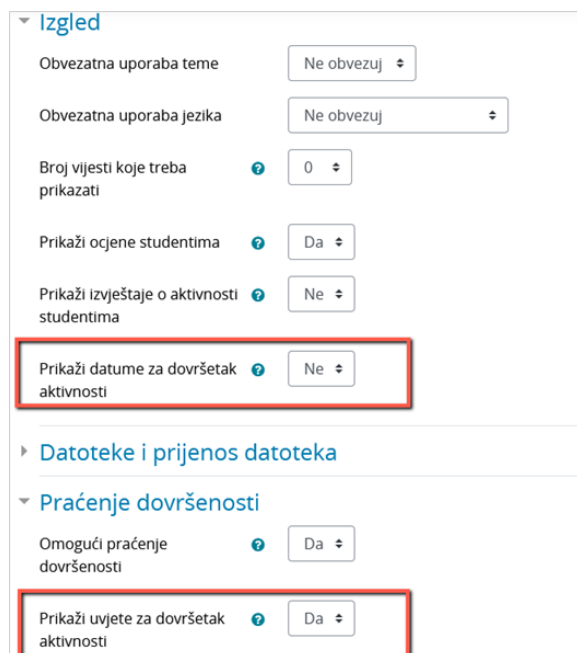 Izgled
Obvezatna uporaba teme
Ne obvezuj
Obvezatna uporaba jezika
Ne obvezuj
Broj vijesti koje treba
prikazati
0
Prikaži ocjene studentima
Da
Prikaži izvještaje o aktivnosti
studentima
Ne
Prikaži datume za dovršetak
aktivnosti
Ne
Datoteke i prijenos datoteka
Praćenje dovršenosti
Omogući praćenje
dovršenosti
Da
Prikaži uvjete za dovršetak
aktivnosti
Da